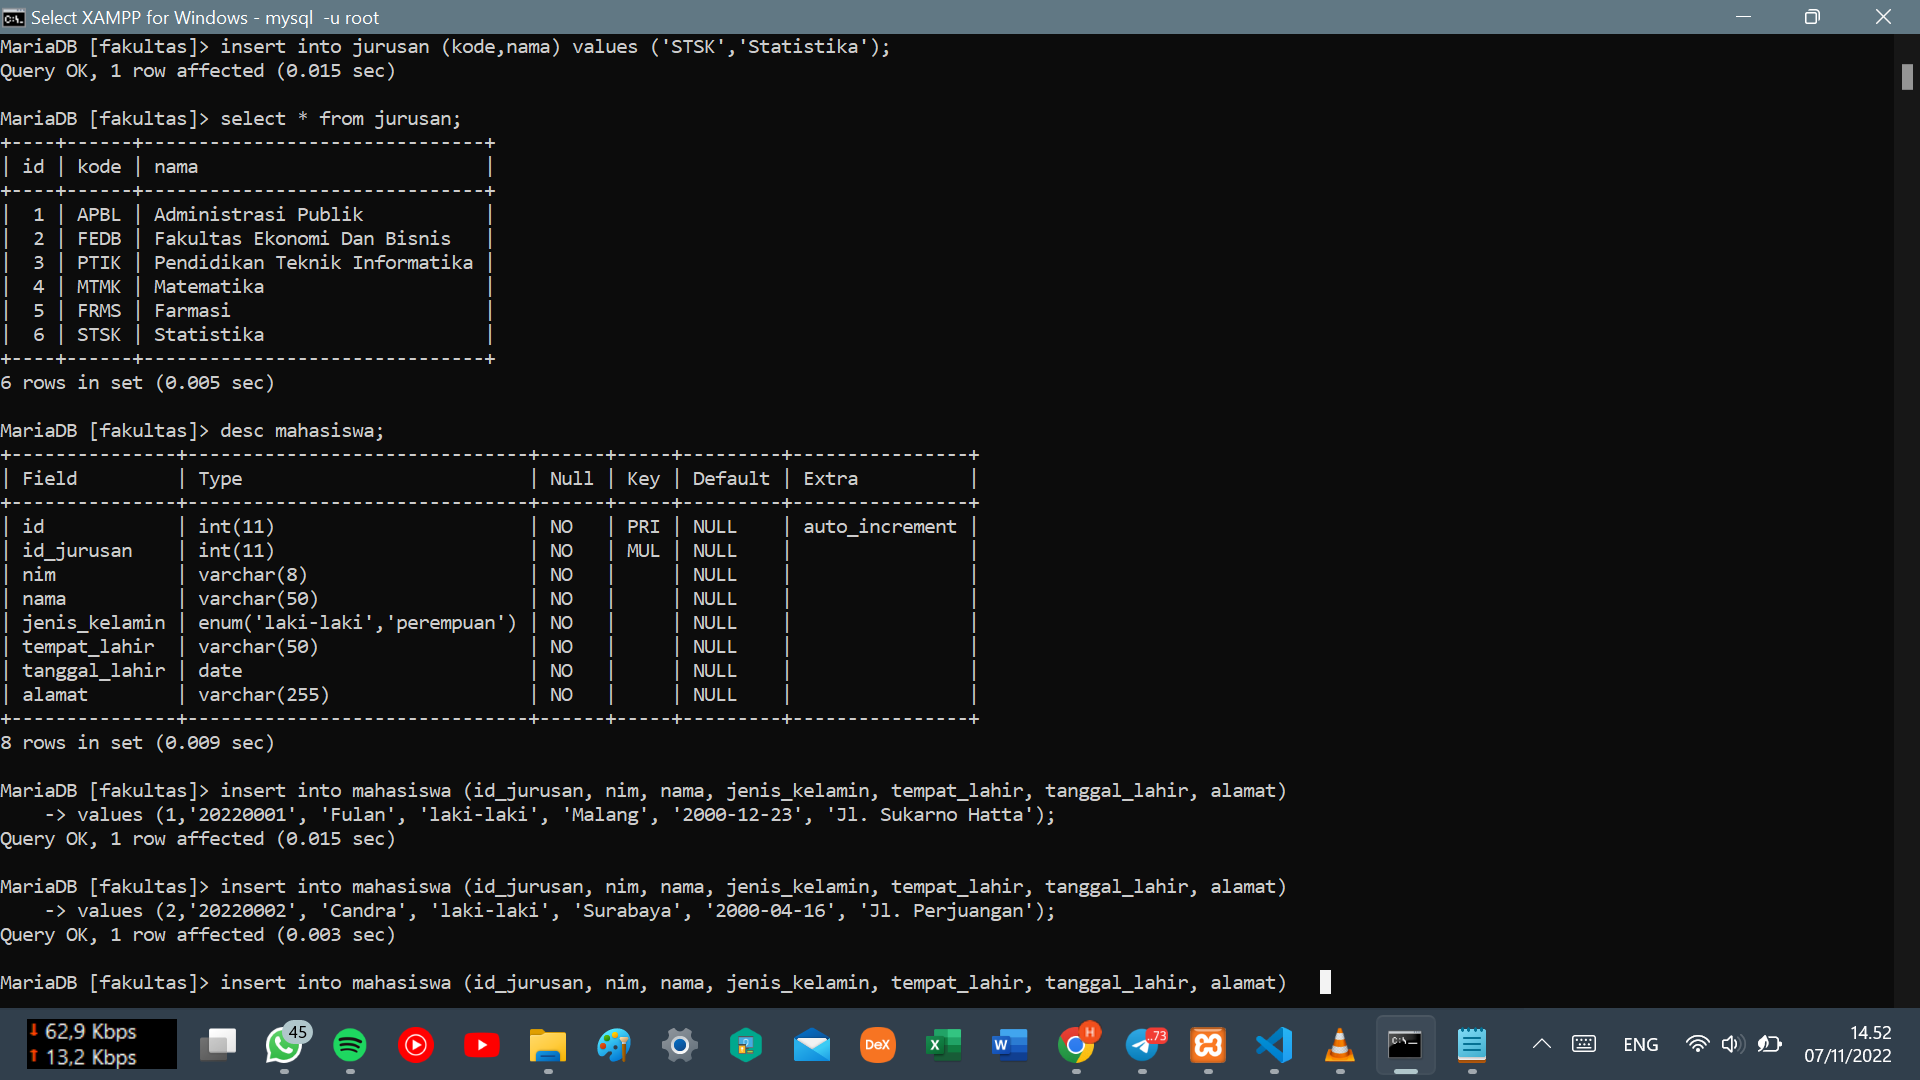 Select XAMPP for Windows - mysql  -u root
MariaDB [fakultas]> insert into jurusan (kode,nama) values ('STSK','Statistika');
Query OK, 1 row affected (0.015 sec)

MariaDB [fakultas]> select * from jurusan;
+----+------+-------------------------------+
| id | kode | nama                          |
+----+------+-------------------------------+
|  1 | APBL | Administrasi Publik           |
|  2 | FEDB | Fakultas Ekonomi Dan Bisnis   |
|  3 | PTIK | Pendidikan Teknik Informatika |
|  4 | MTMK | Matematika                    |
|  5 | FRMS | Farmasi                       |
|  6 | STSK | Statistika                    |
+----+------+-------------------------------+
6 rows in set (0.005 sec)

MariaDB [fakultas]> desc mahasiswa;
+---------------+-------------------------------+------+-----+---------+----------------+
| Field         | Type                          | Null | Key | Default | Extra          |
+---------------+-------------------------------+------+-----+---------+----------------+
| id            | int(11)                       | NO   | PRI | NULL    | auto_increment |
| id_jurusan    | int(11)                       | NO   | MUL | NULL    |                |
| nim           | varchar(8)                    | NO   |     | NULL    |                |
| nama          | varchar(50)                   | NO   |     | NULL    |                |
| jenis_kelamin | enum('laki-laki','perempuan') | NO   |     | NULL    |                |
| tempat_lahir  | varchar(50)                   | NO   |     | NULL    |                |
| tanggal_lahir | date                          | NO   |     | NULL    |                |
| alamat        | varchar(255)                  | NO   |     | NULL    |                |
+---------------+-------------------------------+------+-----+---------+----------------+
8 rows in set (0.009 sec)

MariaDB [fakultas]> insert into mahasiswa (id_jurusan, nim, nama, jenis_kelamin, tempat_lahir, tanggal_lahir, alamat)
    -> values (1,'20220001', 'Fulan', 'laki-laki', 'Malang', '2000-12-23', 'Jl. Sukarno Hatta');
Query OK, 1 row affected (0.015 sec)

MariaDB [fakultas]> insert into mahasiswa (id_jurusan, nim, nama, jenis_kelamin, tempat_lahir, tanggal_lahir, alamat)
    -> values (2,'20220002', 'Candra', 'laki-laki', 'Surabaya', '2000-04-16', 'Jl. Perjuangan');
Query OK, 1 row affected (0.003 sec)

MariaDB [fakultas]> insert into mahasiswa (id_jurusan, nim, nama, jenis_kelamin, tempat_lahir, tanggal_lahir, alamat)
62,9 Kbps
13,2 Kbps
45
DeX
H
..73
ENG
14.52
07/11/2022